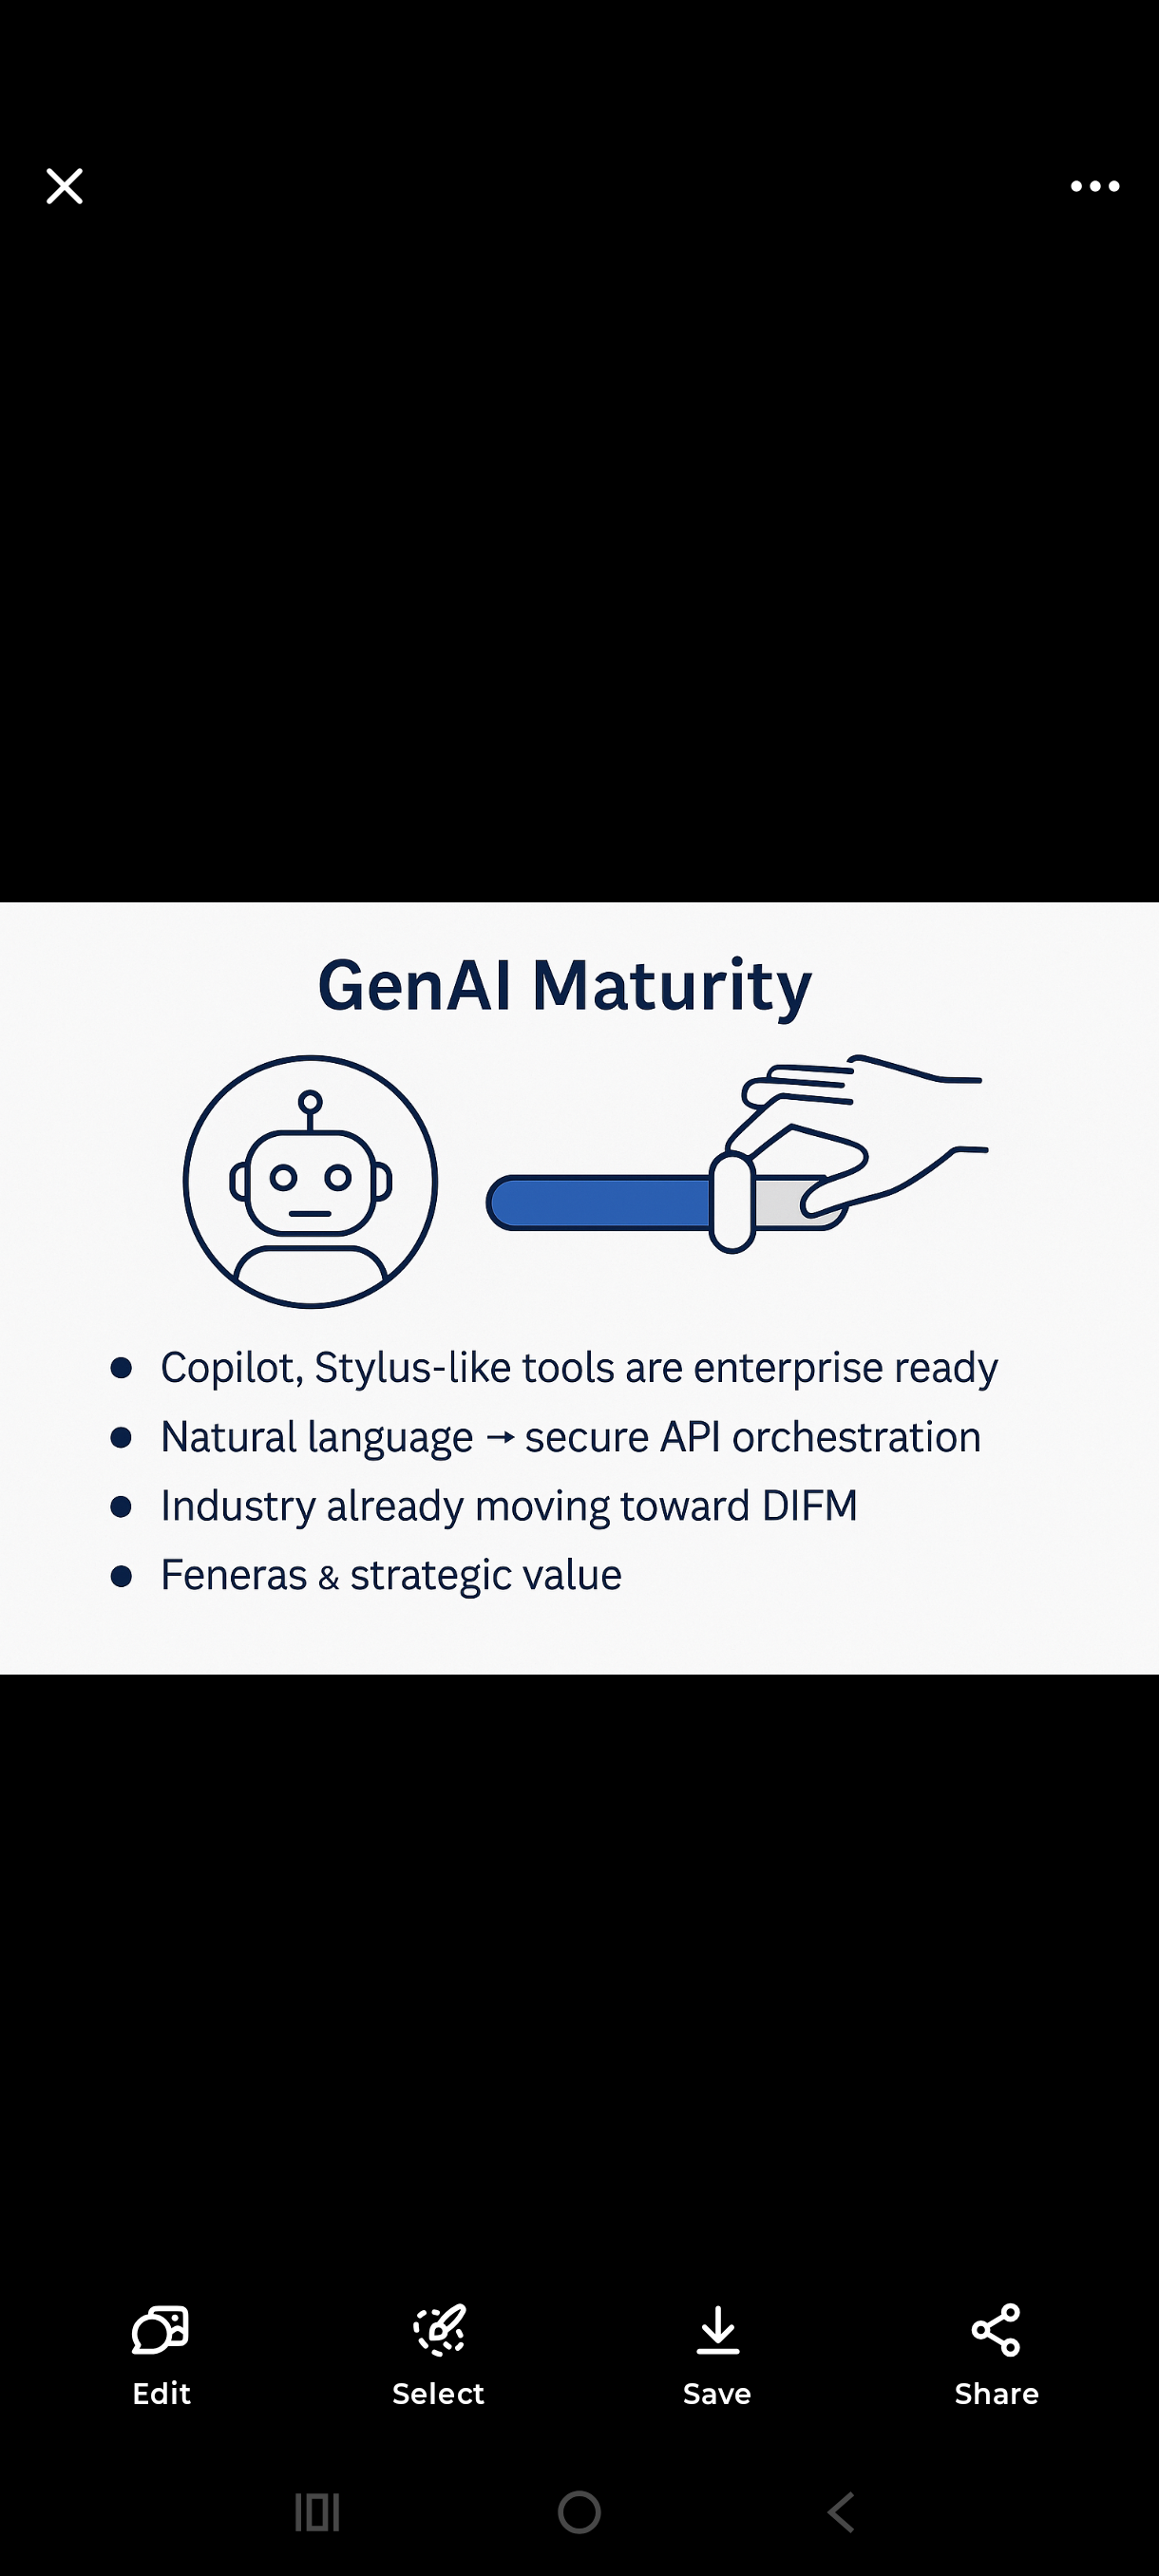 GenAI Maturity
Copilot, Stylus-like tools are enterprise ready
Natural language → secure API orchestration
Industry already moving toward DIFM
Feneras & strategic value
Edit Select Save Share